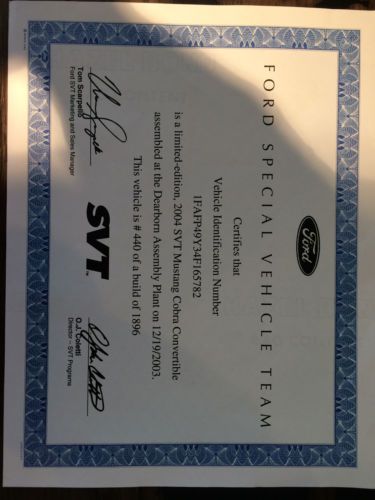 Ford
FORD SPECIAL VEHICLE TEAM
Certifies that
Vehicle Identification Number
1FAFP49Y34F165782
is a limited-edition, 2004 SVT Mustang Cobra Convertible
assembled at the Dearborn Assembly Plant on 12/19/2003.
This vehicle is # 440 of a build of 1896
SVT
Tom Scarpello
Ford SVT Marketing and Sales Manager
O.J. Coletti
Director – SVT Programs